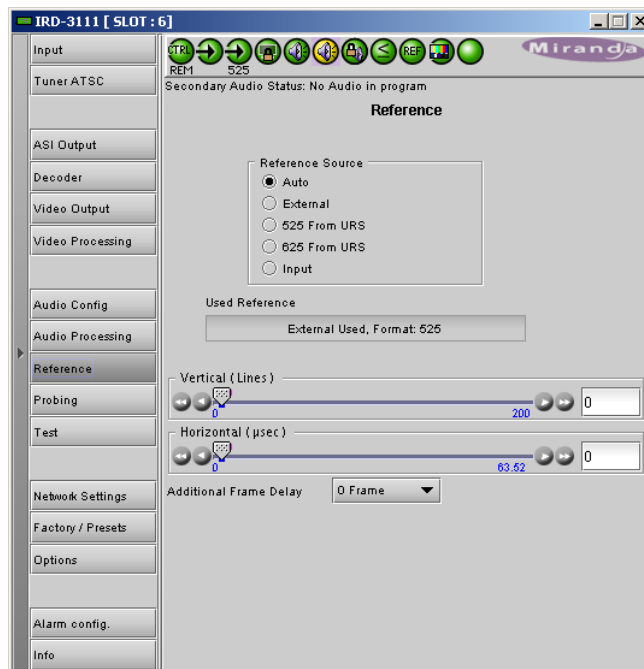 IRD-3111 [ SLOT : 6]
Input
Tuner ATSC
ASI Output
Decoder
Video Output
Video Processing
Audio Config
Audio Processing
Reference
Probing
Test
Network Settings
Factory / Presets
Options
Alarm config.
Info
CTRL REF
REM 525
Miranda
Secondary Audio Status: No Audio in program
Reference
Reference Source
Auto
External
525 From URS
625 From URS
Input
Used Reference
External Used, Format: 525
Vertical ( Lines )
0 200 0
Horizontal ( µsec )
0 63.52 0
Additional Frame Delay 0 Frame